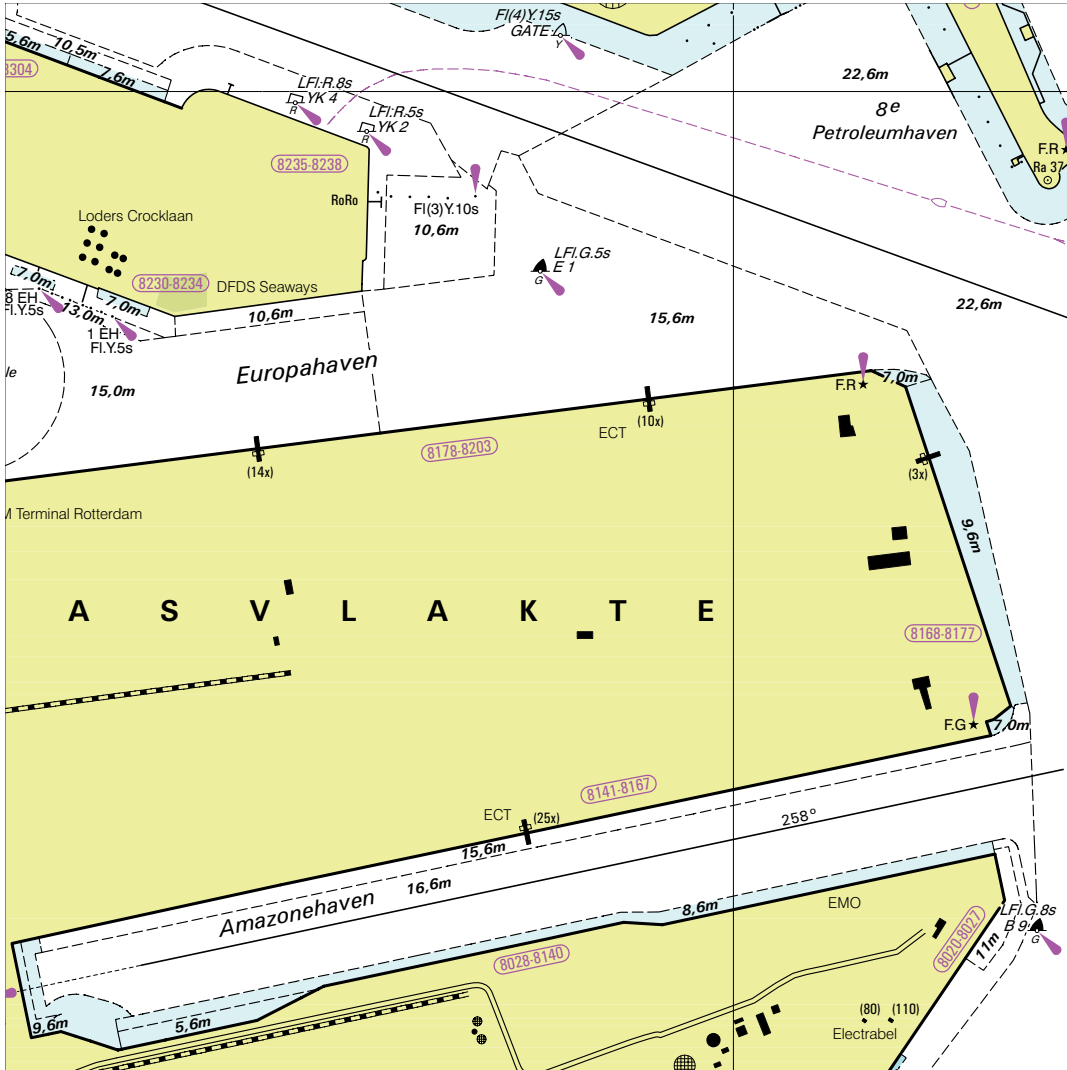 Fl(4)Y.15s
GATE
Y
5,6m
10,5m
7,6m
8304
LFl.R.8s
YK 4
R
LFl.R.5s
YK 2
R
22,6m
8e
Petroleumhaven
F.R
Ra 37
8235-8238
RoRo
Fl(3)Y.10s
10,6m
Loders Crocklaan
LFl.G.5s
E 1
G
7,0m
8230-8234
DFDS Seaways
8 EH
Fl.Y.5s
13,0m
7,0m
1 EH
Fl.Y.5s
10,6m
15,6m
22,6m
le
15,0m
Europahaven
F.R
7,0m
(14x)
8178-8203
ECT
(10x)
(3x)
M Terminal Rotterdam
9,6m
A S V L A K T E
8168-8177
F.G
7,0m
8141-8167
ECT
(25x)
258°
15,6m
16,6m
Amazonehaven
8,6m
EMO
LFl.G.8s
B 9
G
8020-8027
11m
8028-8140
9,6m
5,6m
(80)
(110)
Electrabel